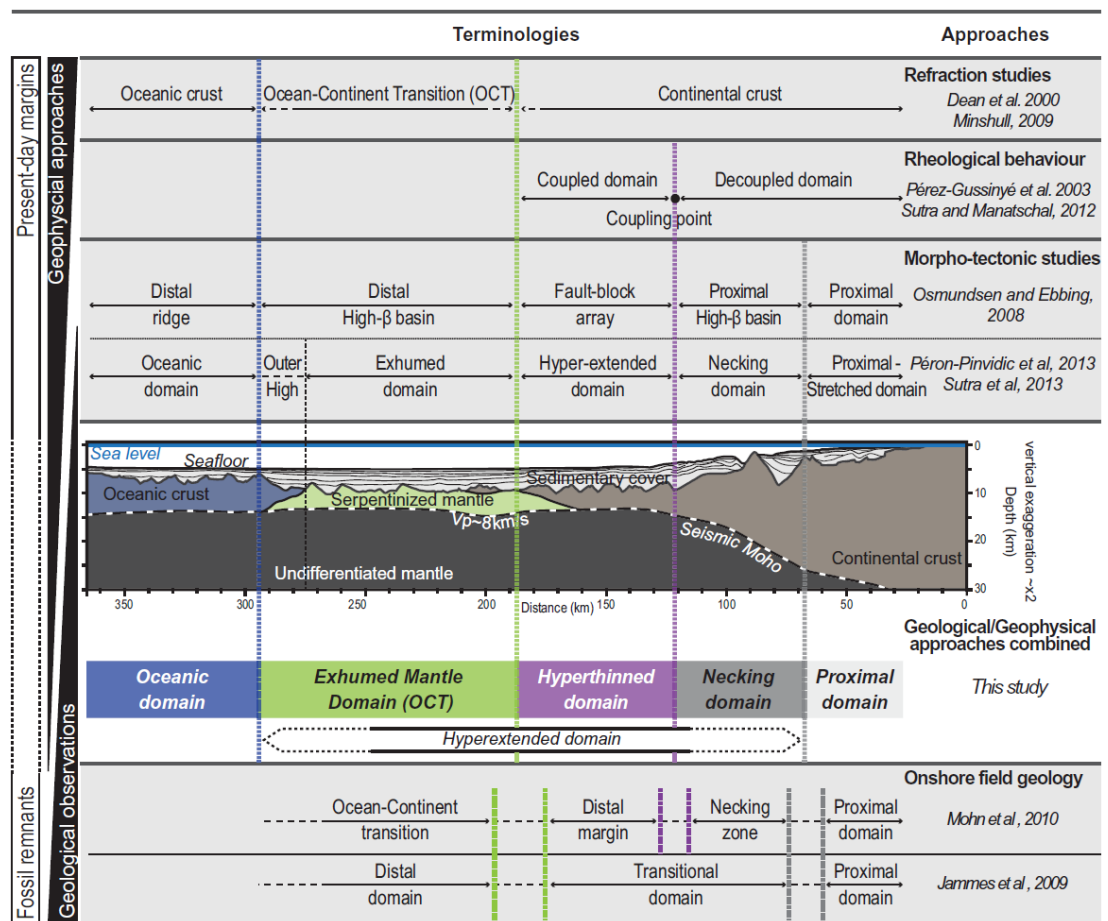 Terminologies
Approaches
Present-day margins
Geophyscial approaches
Oceanic crust
Ocean-Continent Transition (OCT)
Continental crust
Refraction studies
Dean et al. 2000
Minshull, 2009
Coupled domain
Decoupled domain
Coupling point
Rheological behaviour
Pérez-Gussinyé et al. 2003
Sutra and Manatschal, 2012
Morpho-tectonic studies
Distal
ridge
Distal
High-β basin
Fault-block
array
Proximal
High-β basin
Proximal
domain
Osmundsen and Ebbing,
2008
Oceanic
domain
Outer
High
Exhumed
domain
Hyper-extended
domain
Necking
domain
Proximal -
Stretched domain
Péron-Pinvidic et al, 2013
Sutra et al, 2013
Sea level
Seafloor
Sedimentary cover
Oceanic crust
Serpentinized mantle
Vp~8km/s
Seismic Moho
Continental crust
Undifferentiated mantle
0
10
20
30
Depth (km)
vertical exaggeration ~x2
350
300
250
200
Distance (km)
150
100
50
0
Geological/Geophysical
approaches combined
This study
Oceanic
domain
Exhumed Mantle
Domain (OCT)
Hyperthinned
domain
Necking
domain
Proximal
domain
Hyperextended domain
Fossil remnants
Geological observations
Onshore field geology
Ocean-Continent
transition
Distal
margin
Necking
zone
Proximal
domain
Mohn et al, 2010
Distal
domain
Transitional
domain
Proximal
domain
Jammes et al, 2009